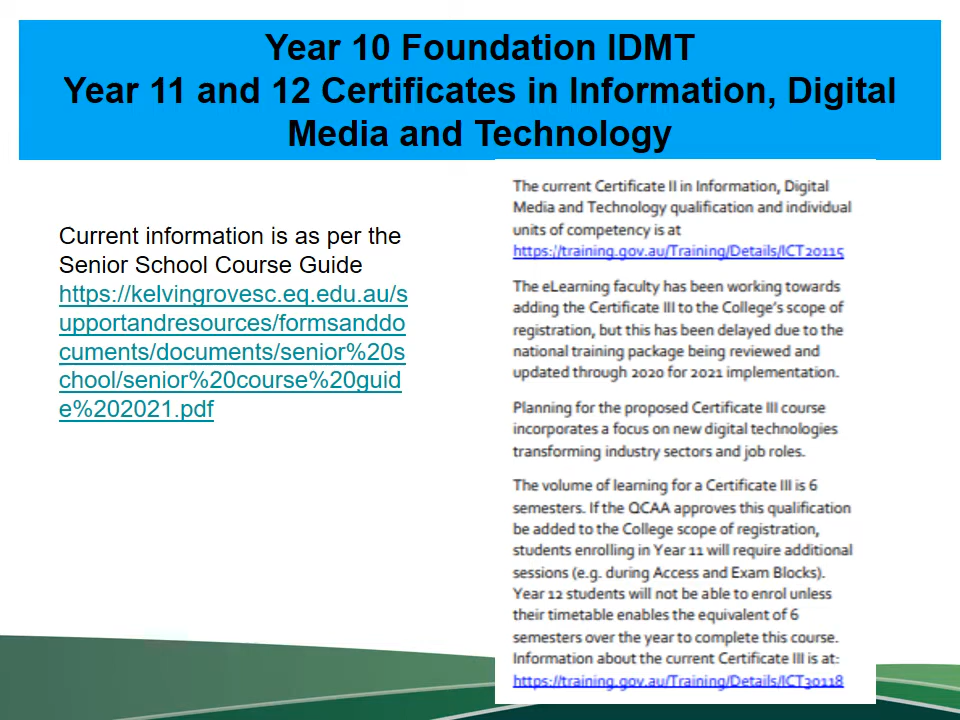 Year 10 Foundation IDMT
Year 11 and 12 Certificates in Information, Digital
Media and Technology
Current information is as per the
Senior School Course Guide
https://kelvingrovesc.eq.edu.au/s
upportandresources/formsanddo
cuments/documents/senior%20s
chool/senior%20course%20guid
e%202021.pdf
The current Certificate II in Information, Digital
Media and Technology qualification and individual
units of competency is at
https://training.gov.au/Training/Details/ICT20115
The eLearning faculty has been working towards
adding the Certificate III to the College's scope of
registration, but this has been delayed due to the
national training package being reviewed and
updated through 2020 for 2021 implementation.
Planning for the proposed Certificate III course
incorporates a focus on new digital technologies
transforming industry sectors and job roles.
The volume of learning for a Certificate III is 6
semesters. If the QCAA approves this qualification
be added to the College scope of registration,
students enrolling in Year 11 will require additional
sessions (e.g. during Access and Exam Blocks).
Year 12 students will not be able to enrol unless
their timetable enables the equivalent of 6
semesters over the year to complete this course.
Information about the current Certificate III is at:
https://training.gov.au/Training/Details/ICT30118